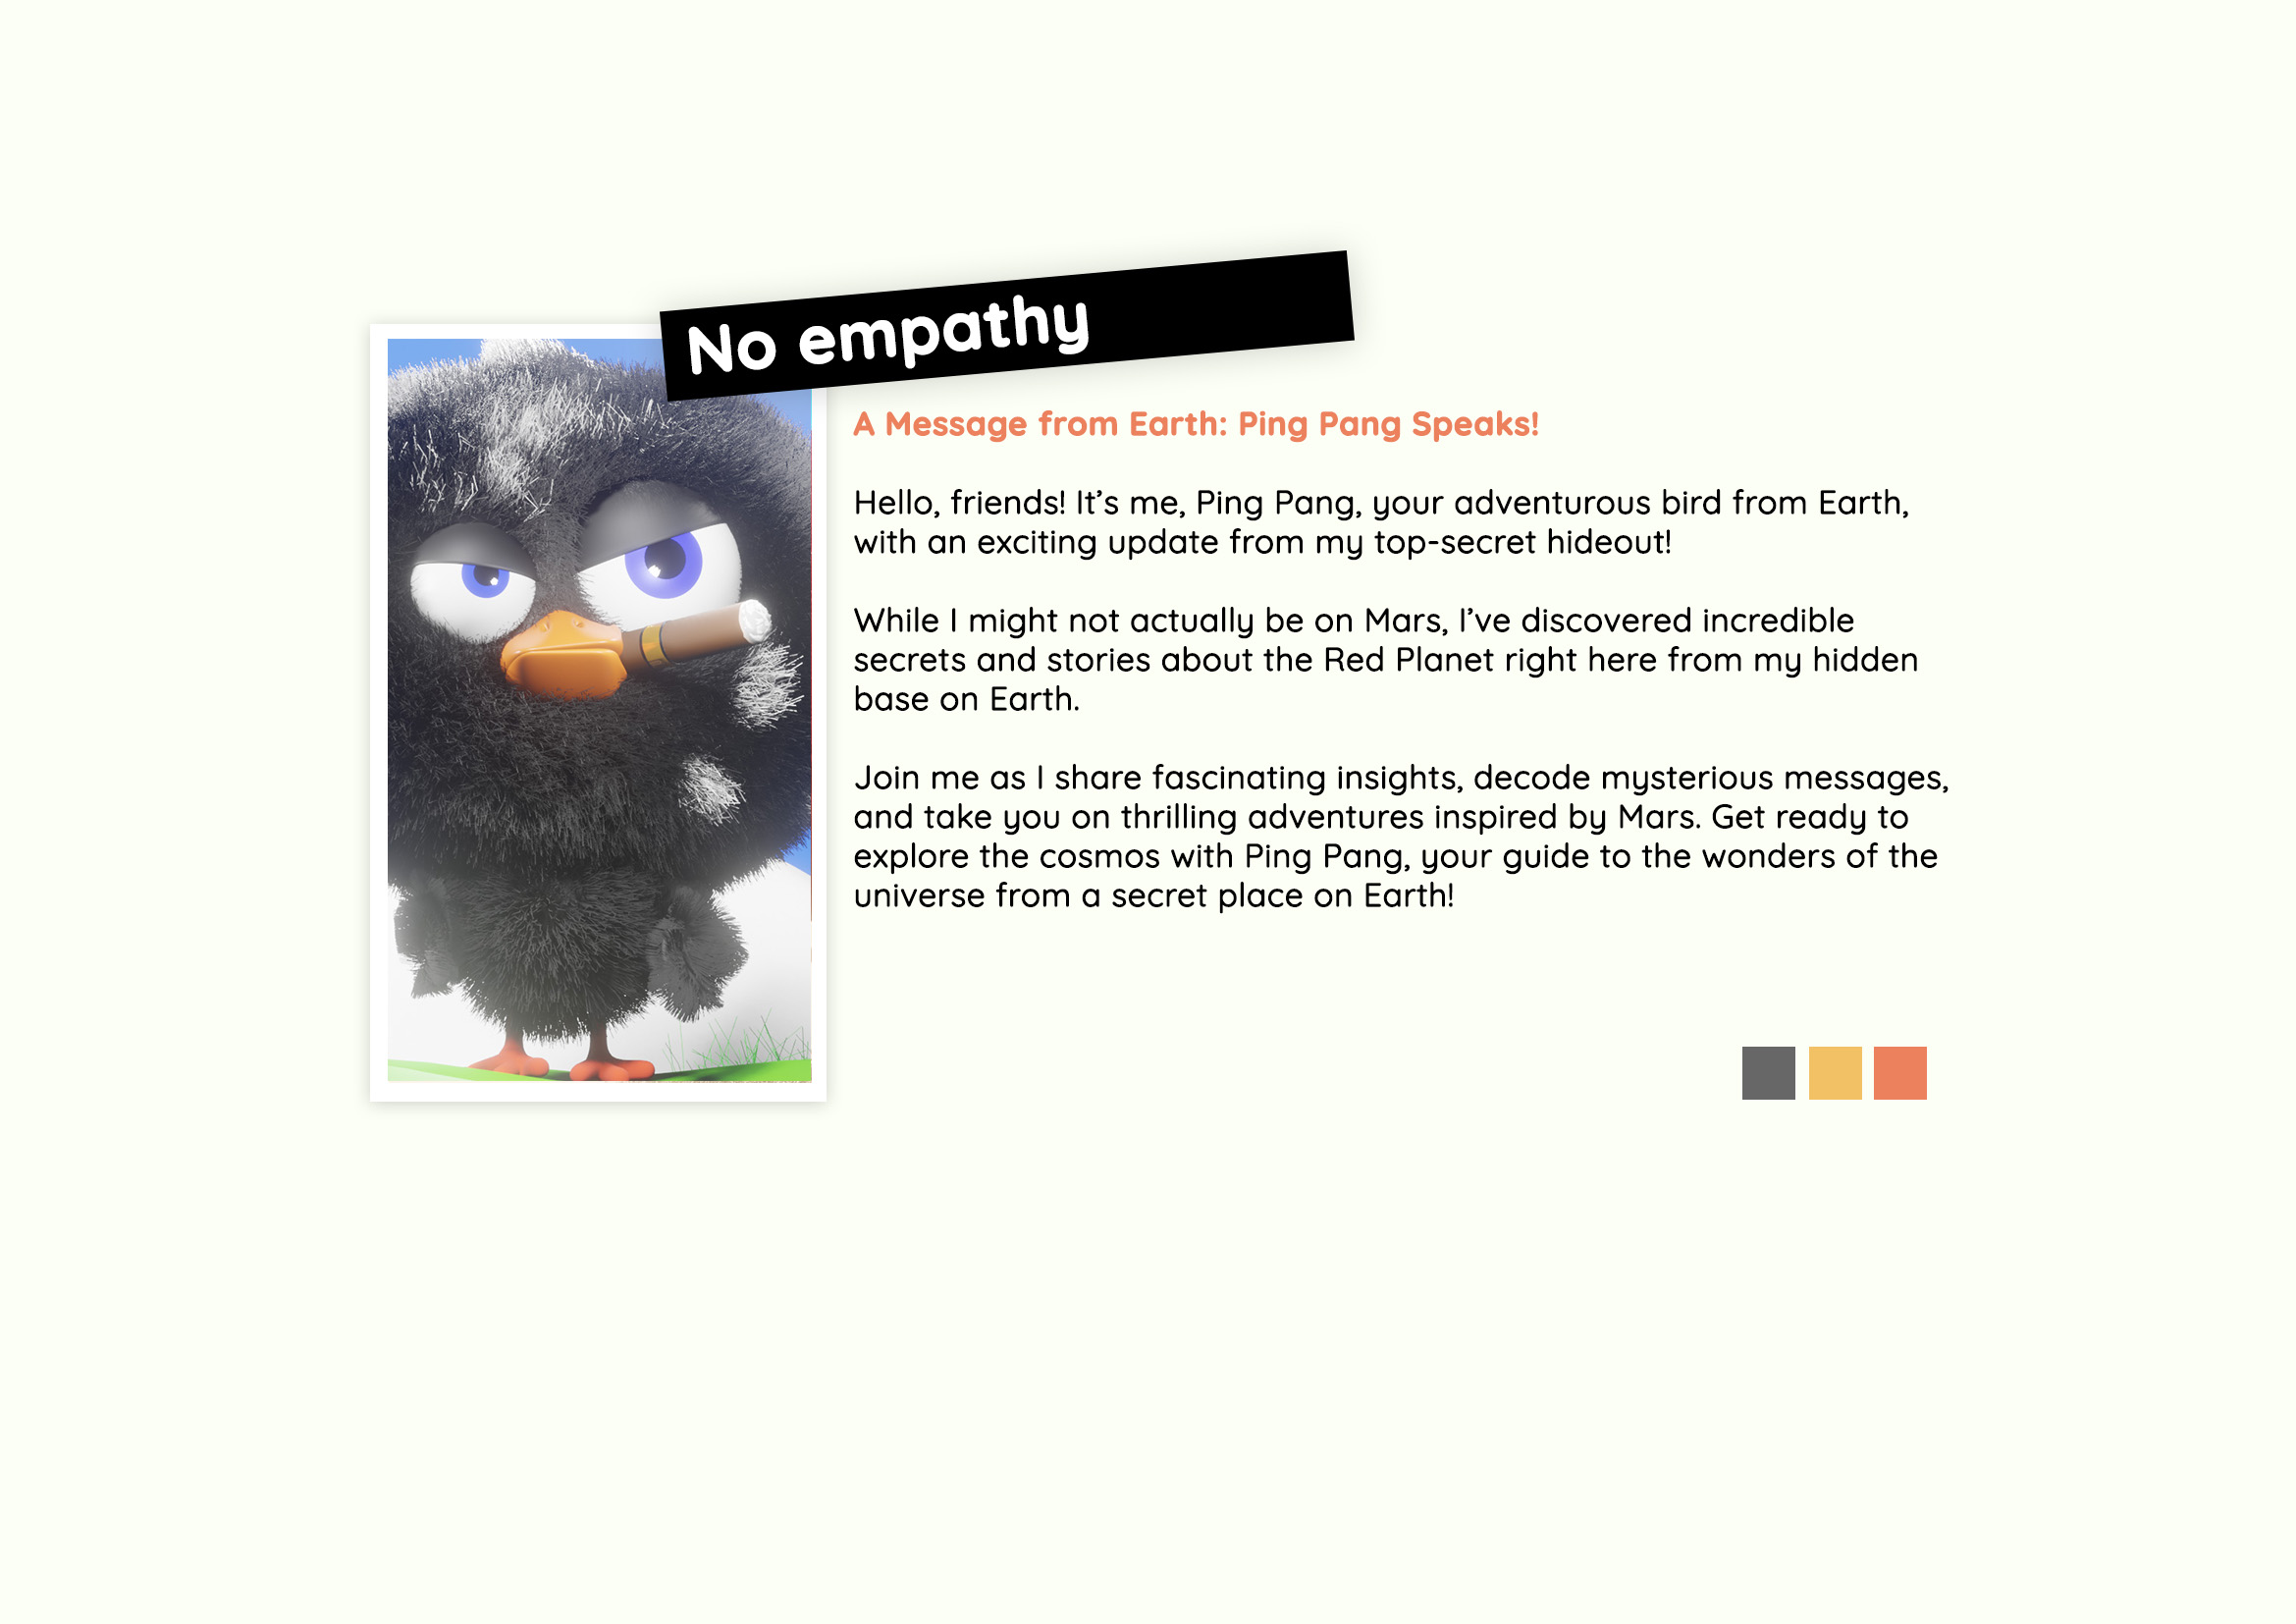 No empathy
A Message from Earth: Ping Pang Speaks!
Hello, friends! It’s me, Ping Pang, your adventurous bird from Earth,
with an exciting update from my top-secret hideout!
While I might not actually be on Mars, I’ve discovered incredible
secrets and stories about the Red Planet right here from my hidden
base on Earth.
Join me as I share fascinating insights, decode mysterious messages,
and take you on thrilling adventures inspired by Mars. Get ready to
explore the cosmos with Ping Pang, your guide to the wonders of the
universe from a secret place on Earth!